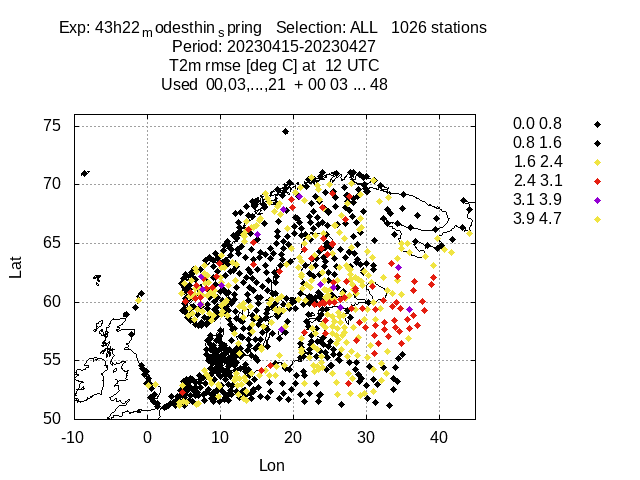 Exp: 43h22modesthinspring Selection: ALL 1026 stations
Period: 20230415-20230427
T2m rmse [deg C] at 12 UTC
Used 00,03,...,21 + 00 03 ... 48
75
70
65
60
55
50
-10 0 10 20 30 40
Lat
Lon
0.0 0.8
0.8 1.6
1.6 2.4
2.4 3.1
3.1 3.9
3.9 4.7